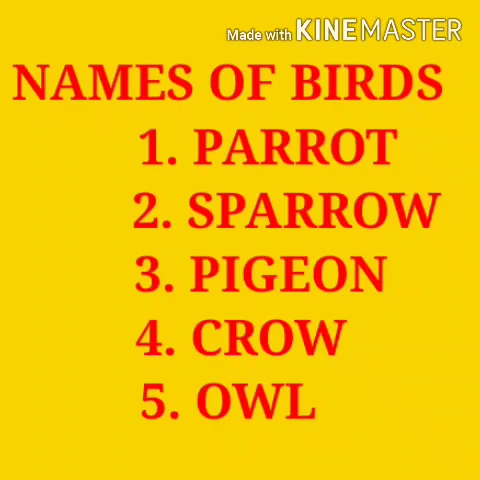 Made with KINEMASTER
NAMES OF BIRDS
1. PARROT
2. SPARROW
3. PIGEON
4. CROW
5. OWL